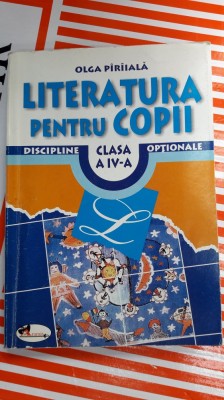 OLGA PÎRÎIALĂ
LITERATURA
PENTRU COPII
DISCIPLINE CLASA OPȚIONALE
A IV-A
L